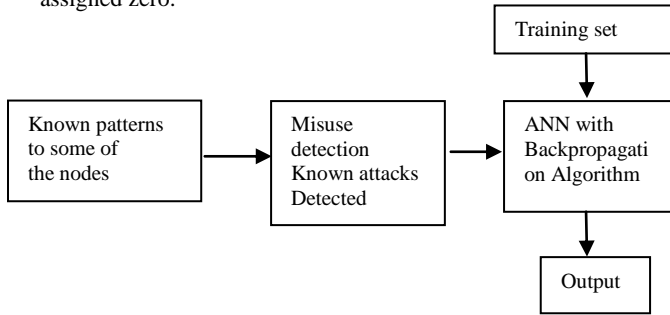 assigned zero.
Training set
Known patterns
to some of
the nodes
Misuse
detection
Known attacks
Detected
ANN with
Backpropagati
on Algorithm
Output